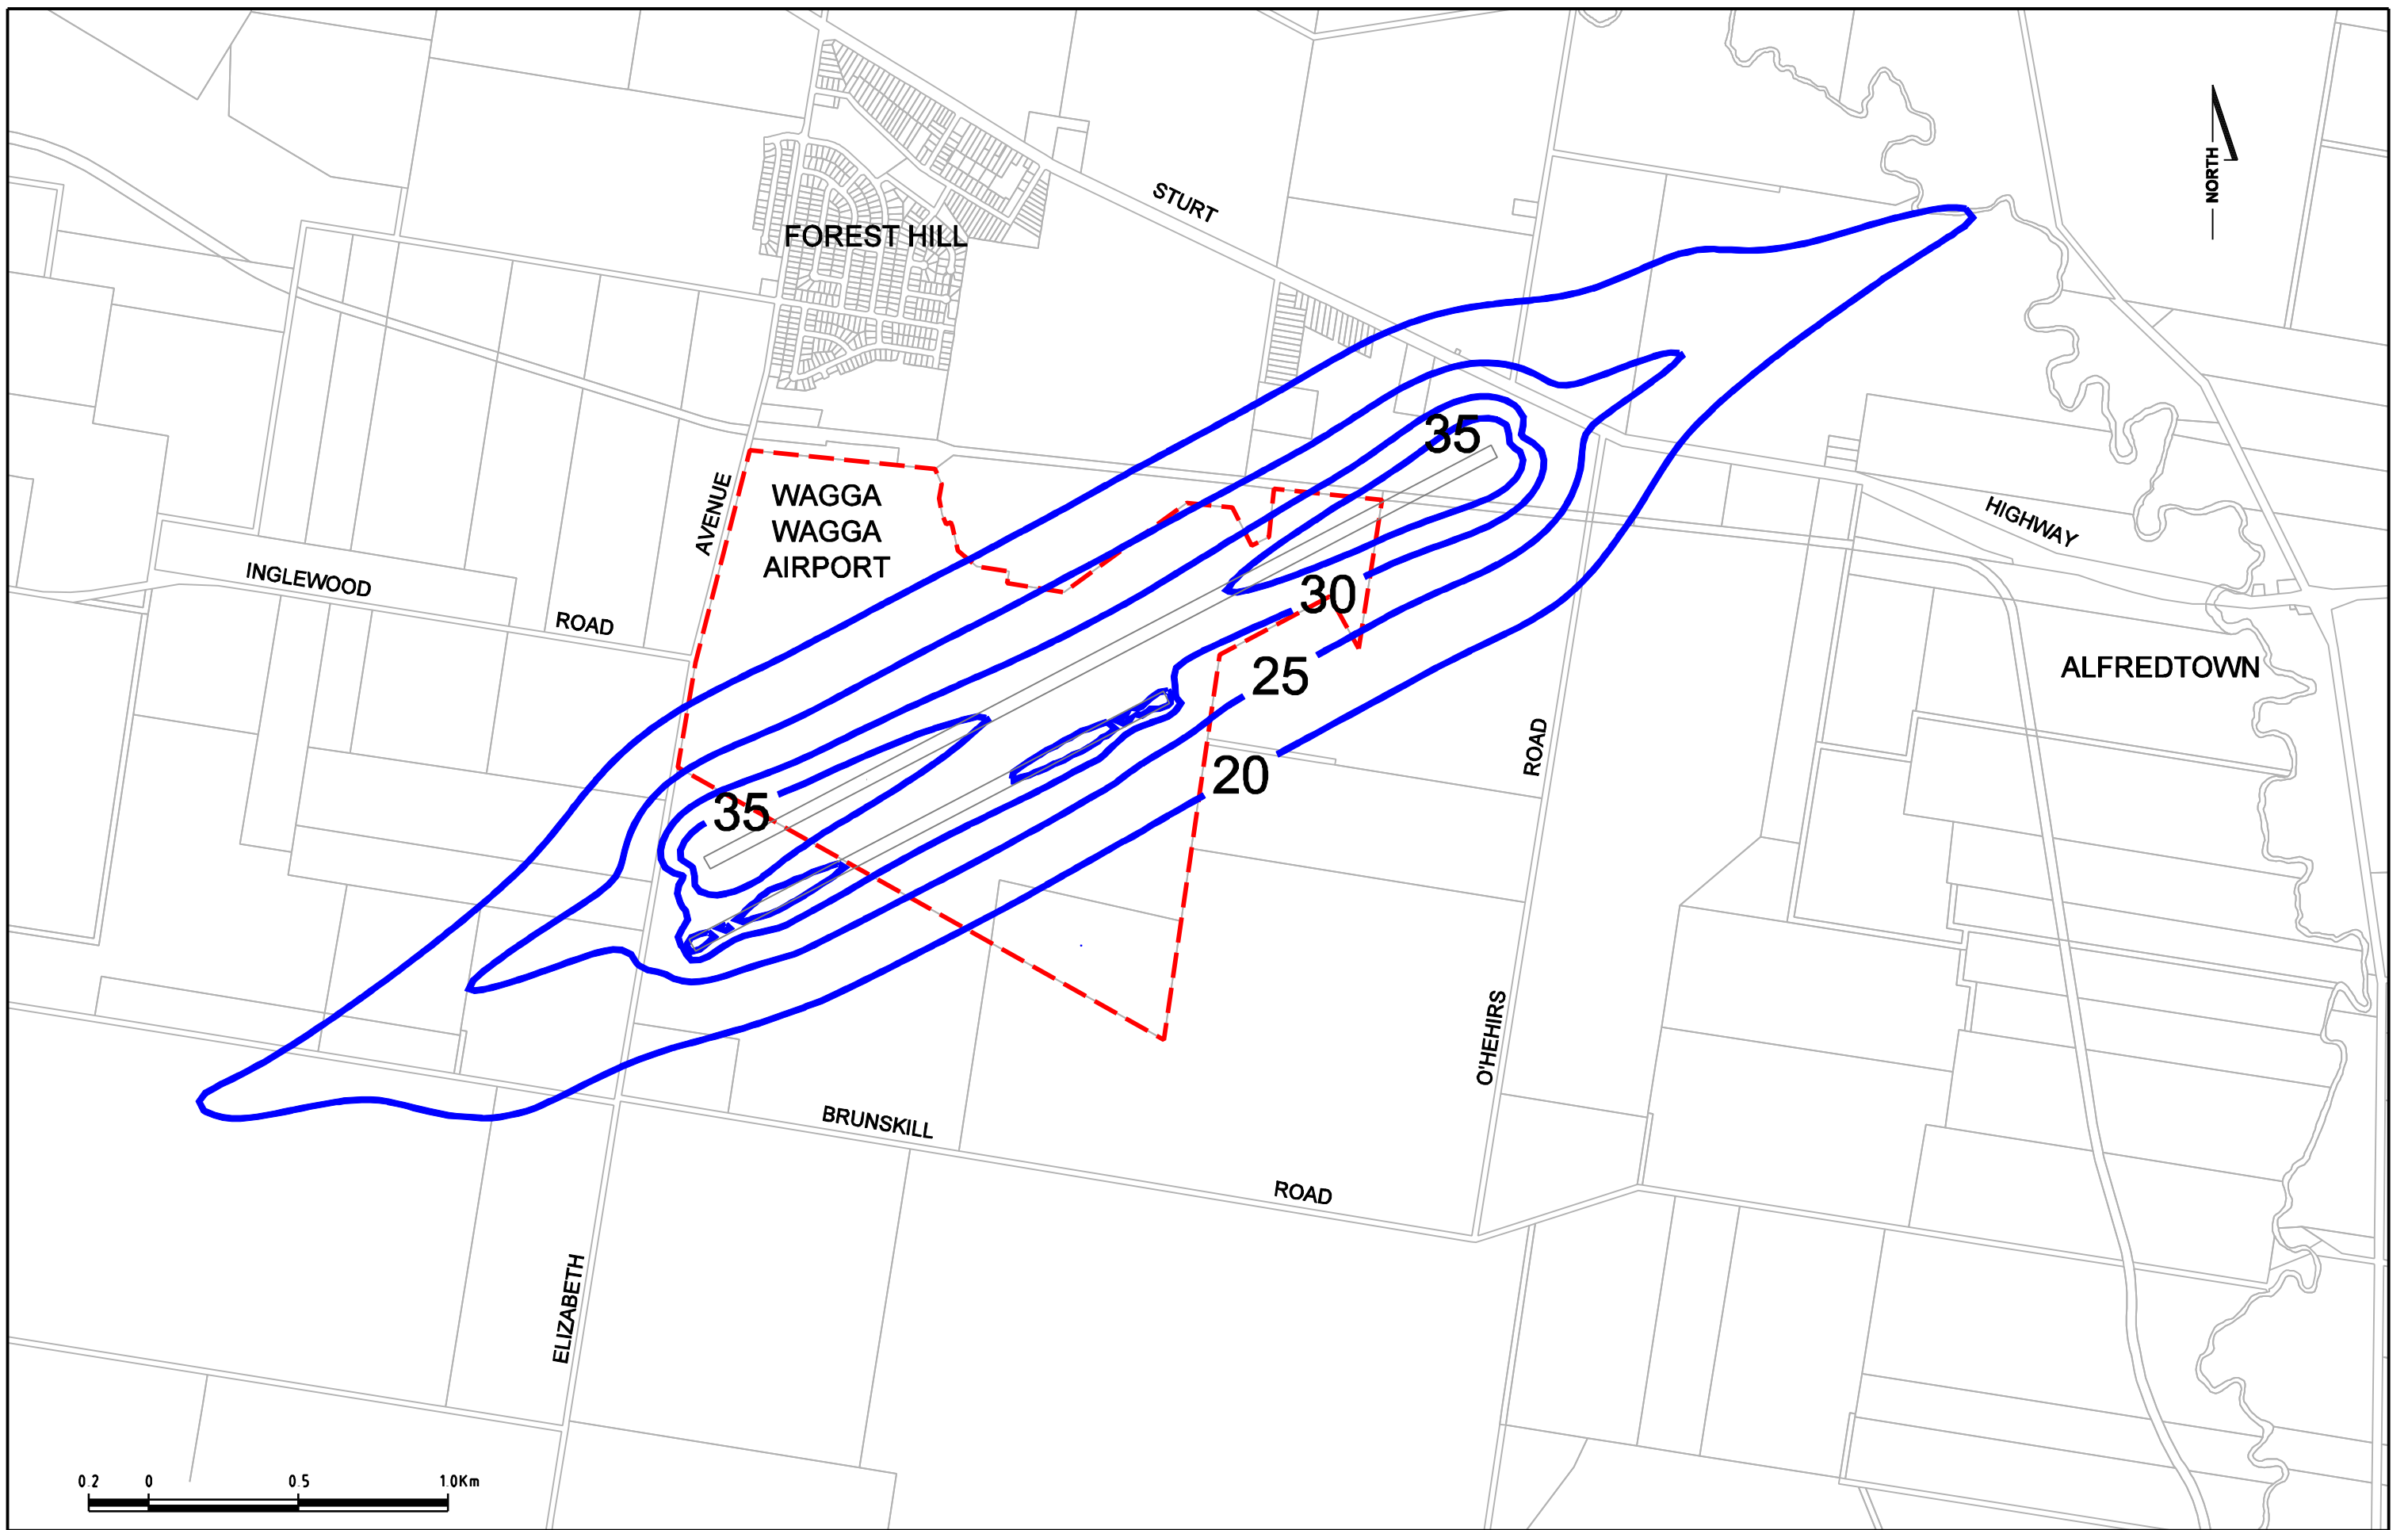 NORTH
STURT
FOREST HILL
35
AVENUE
WAGGA
WAGGA
AIRPORT
HIGHWAY
INGLEWOOD
ROAD
30
25
ALFREDTOWN
ROAD
20
35
O'HEHIRS
BRUNSKILL
ROAD
ELIZABETH
0.2 0 0.5 1.0Km